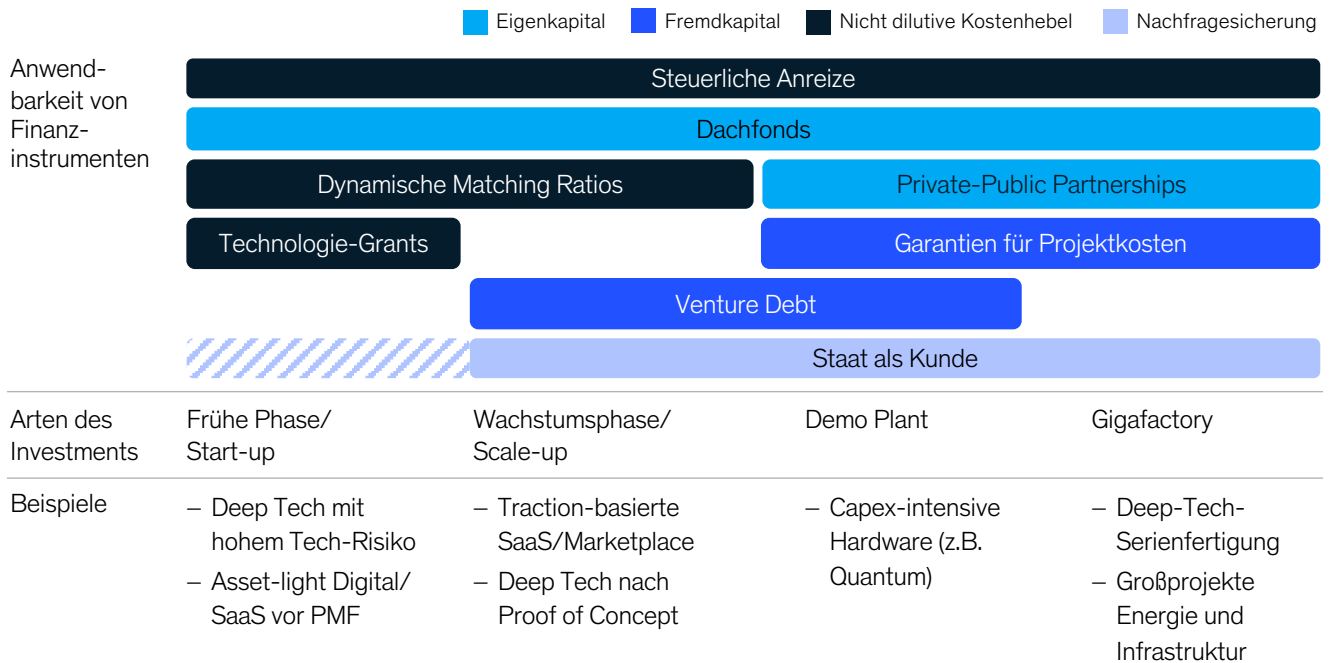 Eigenkapital
Fremdkapital
Nicht dilutive Kostenhebel
Nachfragesicherung
Anwend-
barkeit von
Finanz-
instrumenten
Steuerliche Anreize
Dachfonds
Dynamische Matching Ratios
Private-Public Partnerships
Technologie-Grants
Garantien für Projektkosten
Venture Debt
Staat als Kunde
Arten des
Investments
Frühe Phase/
Start-up
Wachstumsphase/
Scale-up
Demo Plant
Gigafactory
Beispiele
– Deep Tech mit
hohem Tech-Risiko
– Asset-light Digital/
SaaS vor PMF
– Traction-basierte
SaaS/Marketplace
– Deep Tech nach
Proof of Concept
– Capex-intensive
Hardware (z.B.
Quantum)
– Deep-Tech-
Serienfertigung
– Großprojekte
Energie und
Infrastruktur